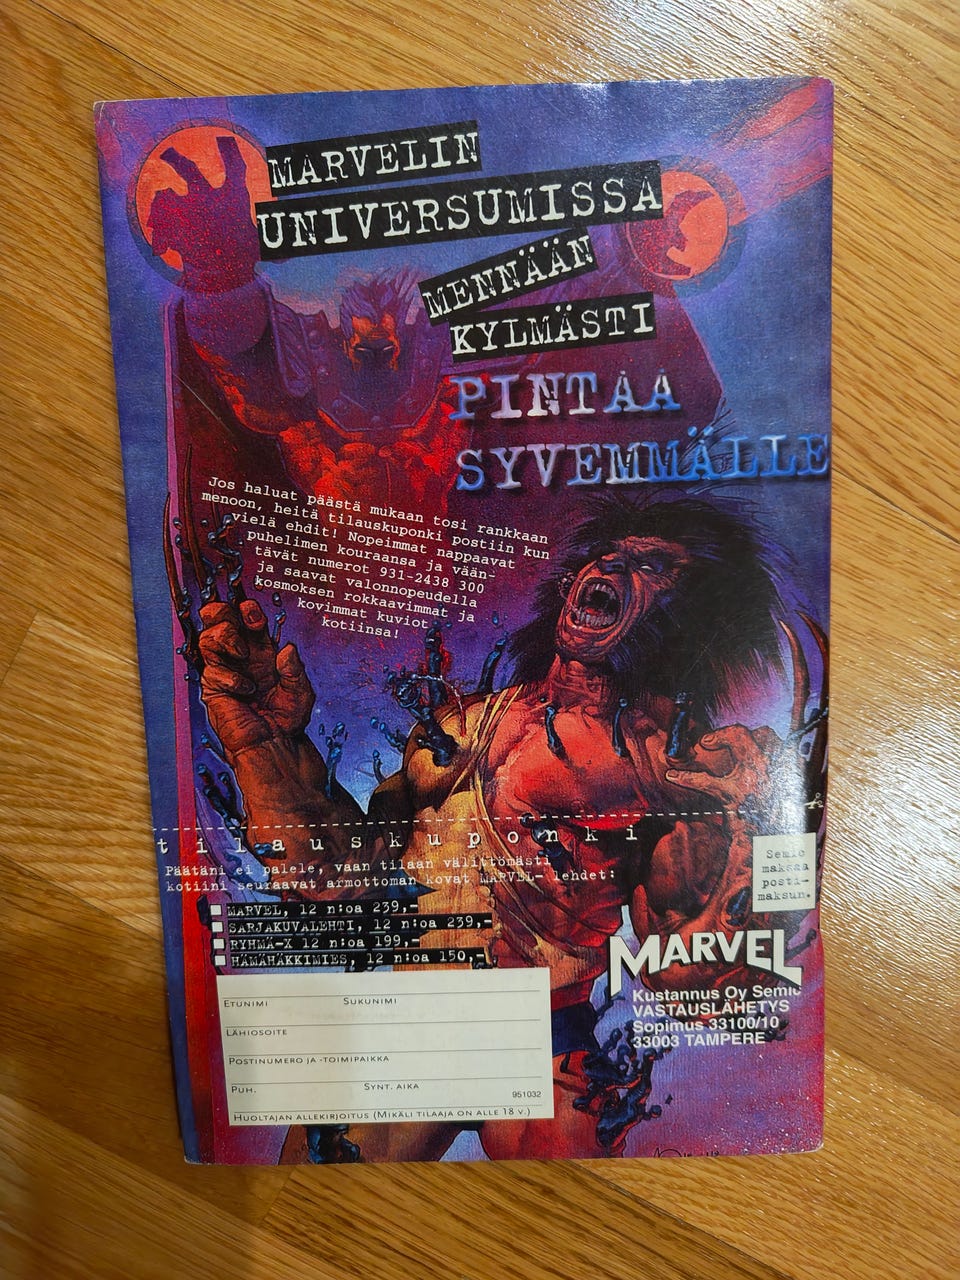 MARVELIN
UNIVERSUMISSA
MENNÄÄN
KYLMÄSTI
PINTAA
SYVEMMÄLLE
Jos haluat päästä mukaan tosi rankkaan
menoon, heitä tilauskuponki postiin kun
vielä ehdit! Nopeimmat nappaavat
puhelimen kouraansa ja vään-
tävät numerot 931-2438 300
ja saavat valonnopeudella
kosmoksen rokkaavimmat ja
kovimmat kuviot
kotiinsa!
tilauskuponki
Päätäni ei palele, vaan tilaan välittömästi
kotiini seuraavat armottoman kovat MARVEL- lehdet:
MARVEL, 12 n:oa 239,-
SARJAKUVALEHTI, 12 n:oa 239,-
RYHMÄ-X 12 n:oa 199,-
HÄMÄHÄKKIMIES, 12 n:oa 150,-
Semic
maksaa
posti-
maksun.
MARVEL
Kustannus Oy Semic
VASTAUSLÄHETYS
Sopimus 33100/10
33003 TAMPERE
ETUNIMI SUKUNIMI
LÄHIOSOITE
POSTINUMERO JA -TOIMIPAIKKA
PUH. SYNT. AIKA
951032
HUOLTAJAN ALLEKIRJOITUS (MIKÄLI TILAAJA ON ALLE 18 V.)